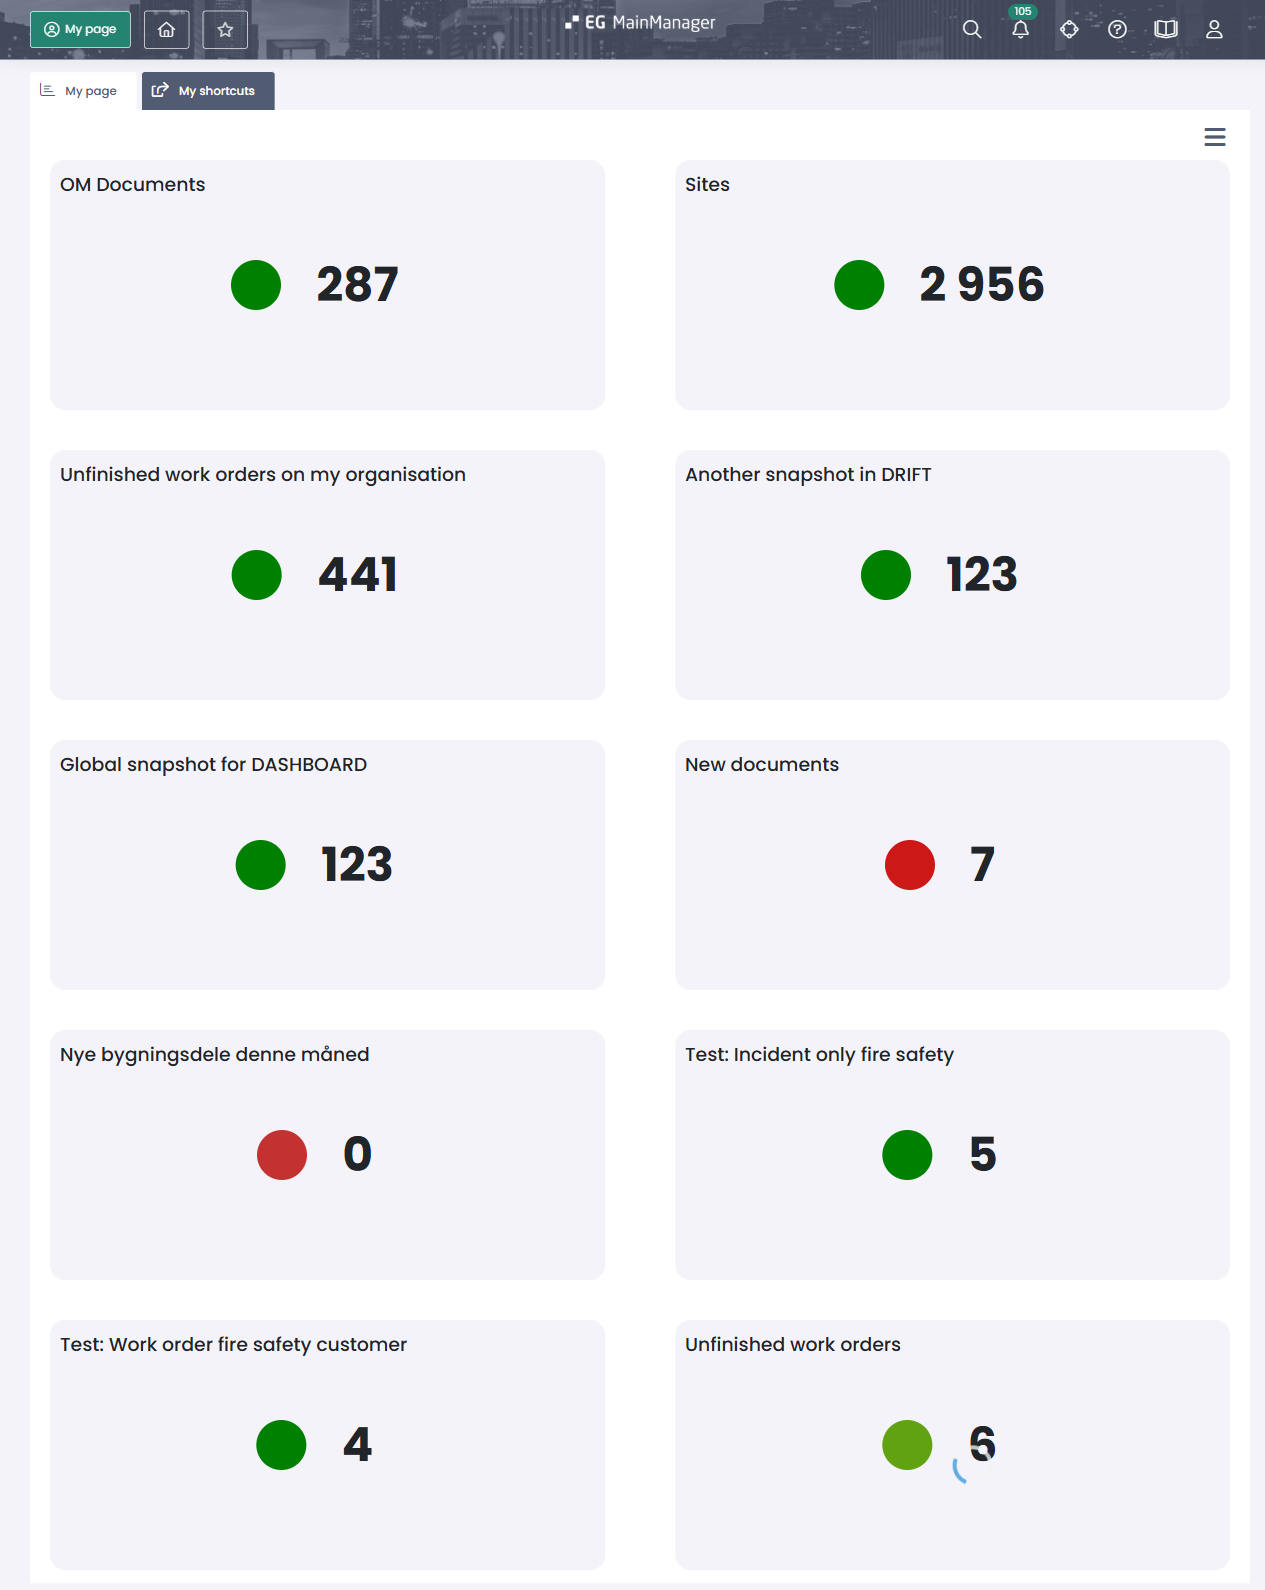 My page
EG MainManager
105
My page
My shortcuts
OM Documents
287
Sites
2 956
Unfinished work orders on my organisation
441
Another snapshot in DRIFT
123
Global snapshot for DASHBOARD
123
New documents
7
Nye bygningsdele denne måned
0
Test: Incident only fire safety
5
Test: Work order fire safety customer
4
Unfinished work orders
6